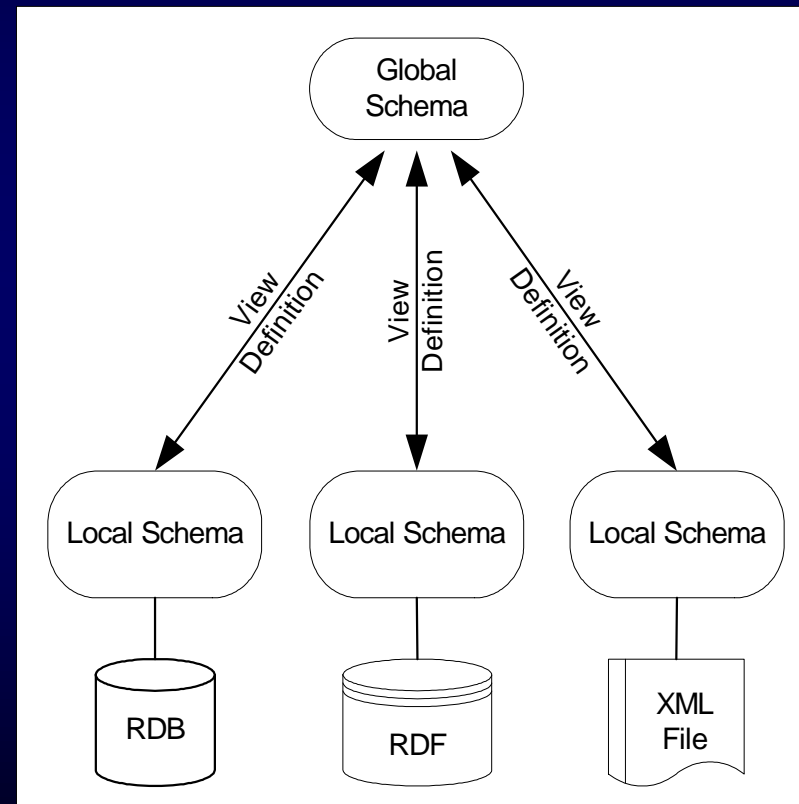 Global
Schema
View
Definition
View
Definition
View
Definition
Local Schema
Local Schema
Local Schema
RDB
RDF
XML
File